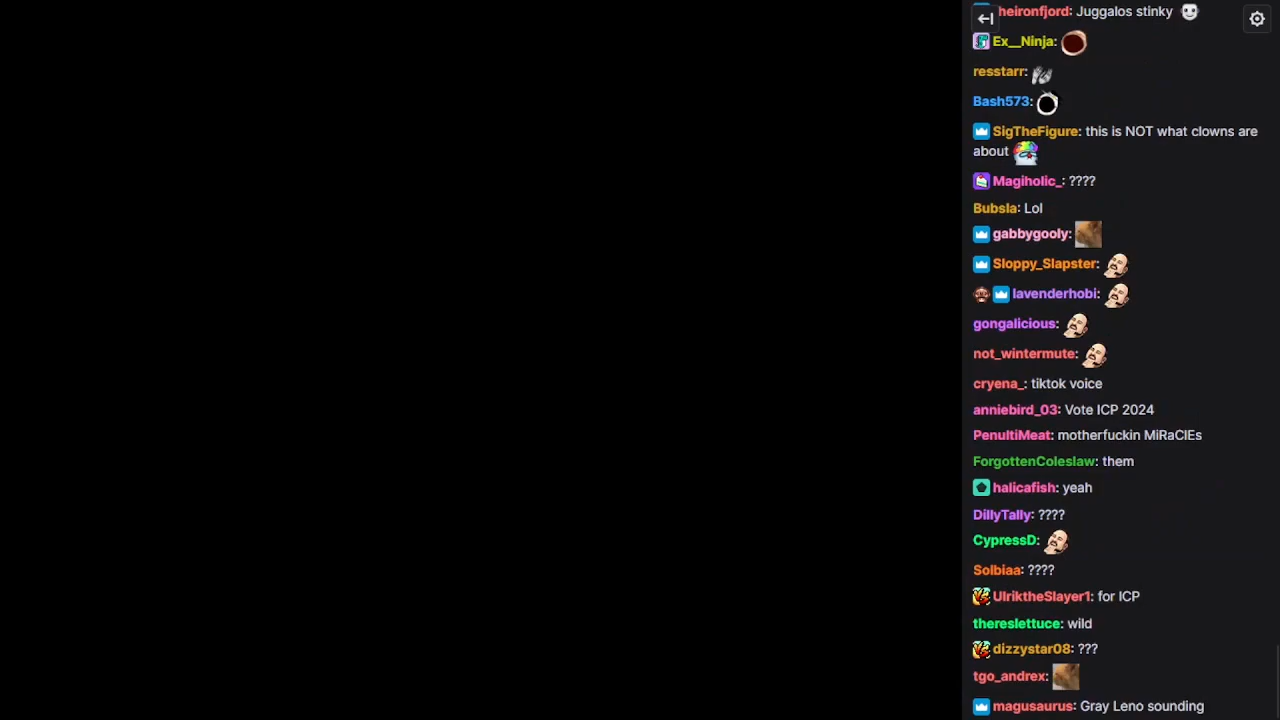 heironfjord: Juggalos stinky
Ex__Ninja:
resstarr:
Bash573:
SigTheFigure: this is NOT what clowns are
about
Magiholic_: ????
Bubsla: Lol
gabbygooly:
Sloppy_Slapster:
lavenderhobi:
gongalicious:
not_wintermute:
cryena_: tiktok voice
anniebird_03: Vote ICP 2024
PenultiMeat: motherfuckin MiRaClEs
ForgottenColeslaw: them
halicafish: yeah
DillyTally: ????
CypressD:
Solbiaa: ????
UlriktheSlayer1: for ICP
thereslettuce: wild
dizzystar08: ???
tgo_andrex:
magusaurus: Gray Leno sounding